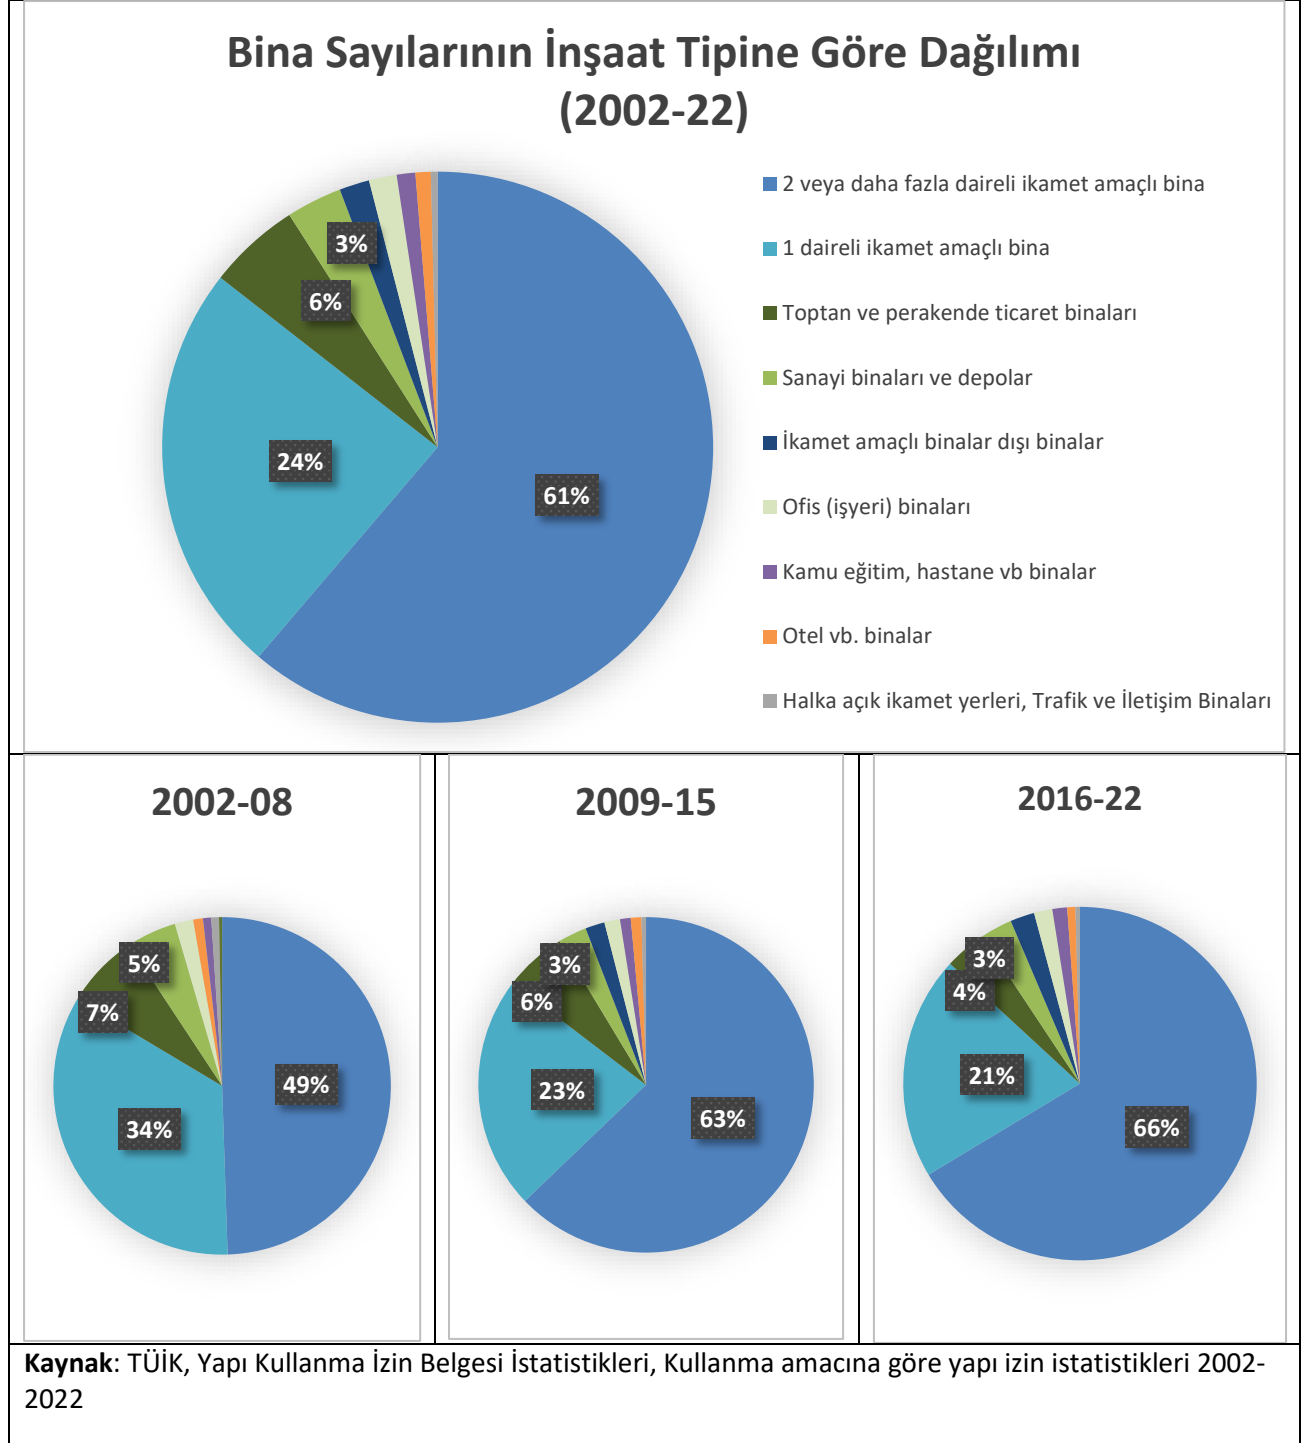 Bina Sayılarının İnşaat Tipine Göre Dağılımı
(2002-22)
2 veya daha fazla daireli ikamet amaçlı bina
1 daireli ikamet amaçlı bina
Toptan ve perakende ticaret binaları
Sanayi binaları ve depolar
İkamet amaçlı binalar dışı binalar
Ofis (işyeri) binaları
Kamu eğitim, hastane vb binalar
Otel vb. binalar
Halka açık ikamet yerleri, Trafik ve İletişim Binaları
3%
6%
24%
61%
2002-08
5%
7%
49%
34%
2009-15
3%
6%
23%
63%
2016-22
3%
4%
21%
66%
Kaynak: TÜİK, Yapı Kullanma İzin Belgesi İstatistikleri, Kullanma amacına göre yapı izin istatistikleri 2002-
2022